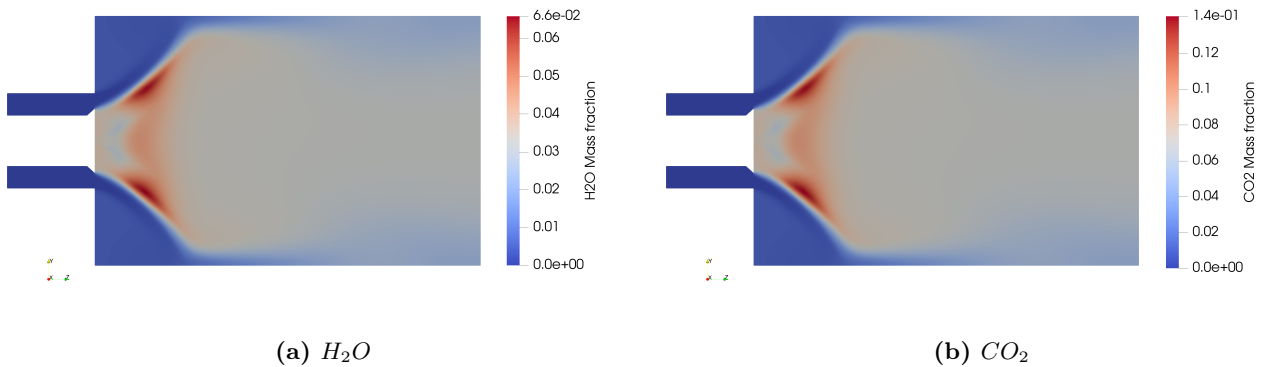 6.6e-02
0.06
0.05
0.04
0.03
0.02
0.01
0.0e+00
H2O Mass fraction
Y
X
Z
(a) H₂O
1.4e-01
0.12
0.1
0.08
0.06
0.04
0.02
0.0e+00
CO2 Mass fraction
Y
X
Z
(b) CO₂